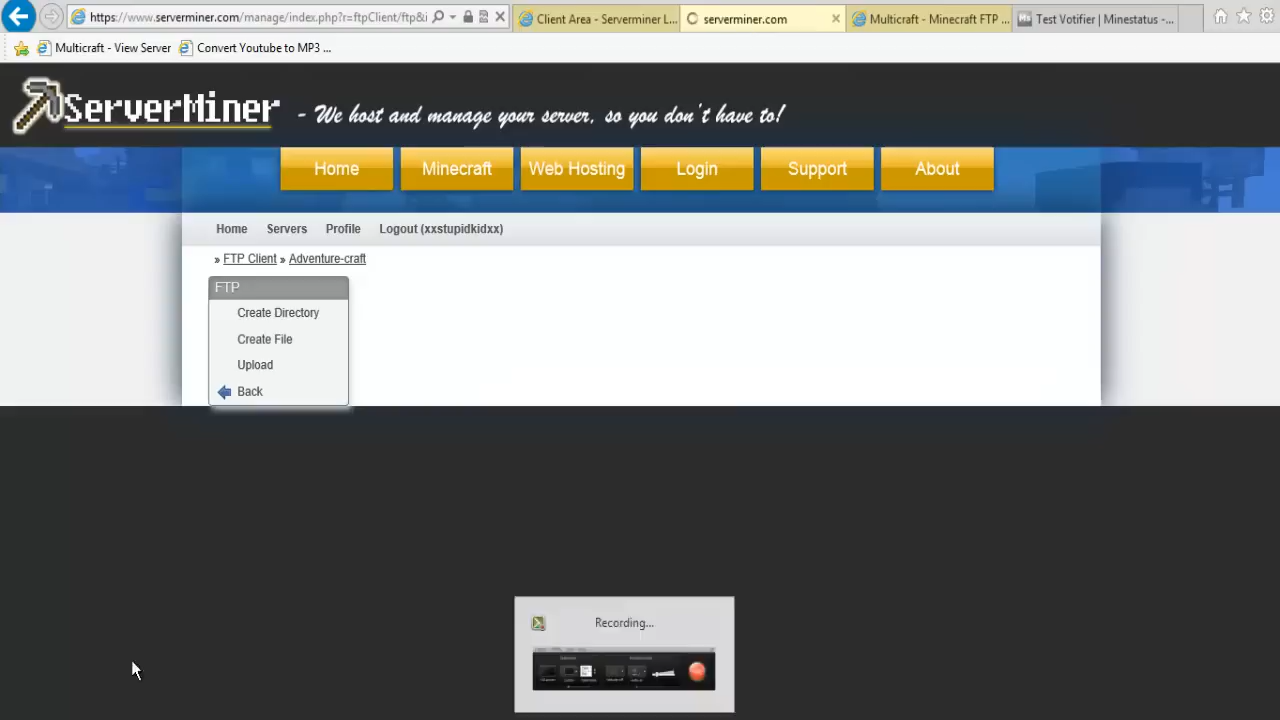 https://www.serverminer.com/manage/index.php?r=ftpClient/ftp&i
Client Area - Serverminer L...
serverminer.com
Multicraft - Minecraft FTP ...
Test Votifier | Minestatus -...
Multicraft - View Server
Convert Youtube to MP3 ...
ServerMiner
- We host and manage your server, so you don't have to!
Home
Minecraft
Web Hosting
Login
Support
About
Home
Servers
Profile
Logout (xxstupidkidxx)
» FTP Client » Adventure-craft
FTP
Create Directory
Create File
Upload
Back
Recording...